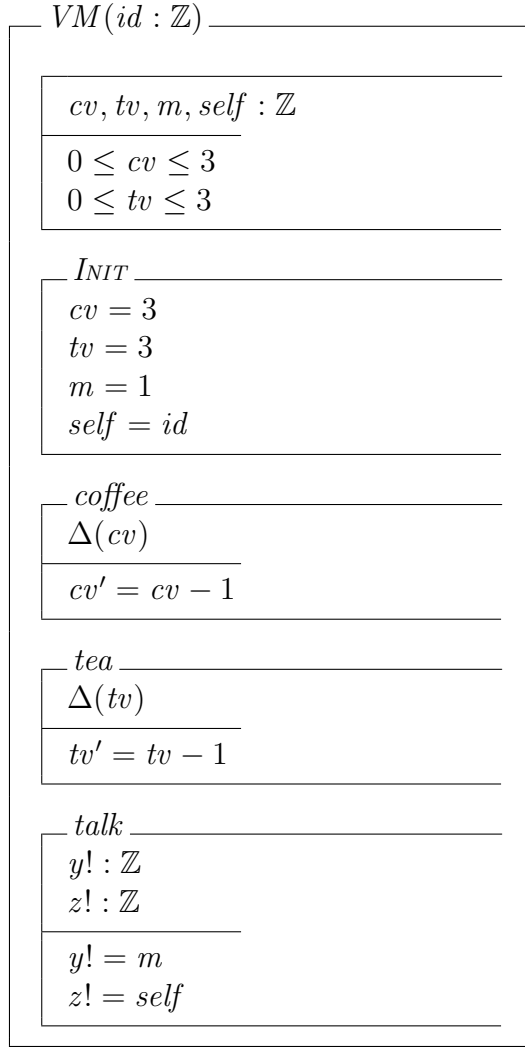 VM(id : ℤ)
cv, tv, m, self : ℤ
0 ≤ cv ≤ 3
0 ≤ tv ≤ 3
INIT
cv = 3
tv = 3
m = 1
self = id
coffee
Δ(cv)
cv′ = cv − 1
tea
Δ(tv)
tv′ = tv − 1
talk
y! : ℤ
z! : ℤ
y! = m
z! = self